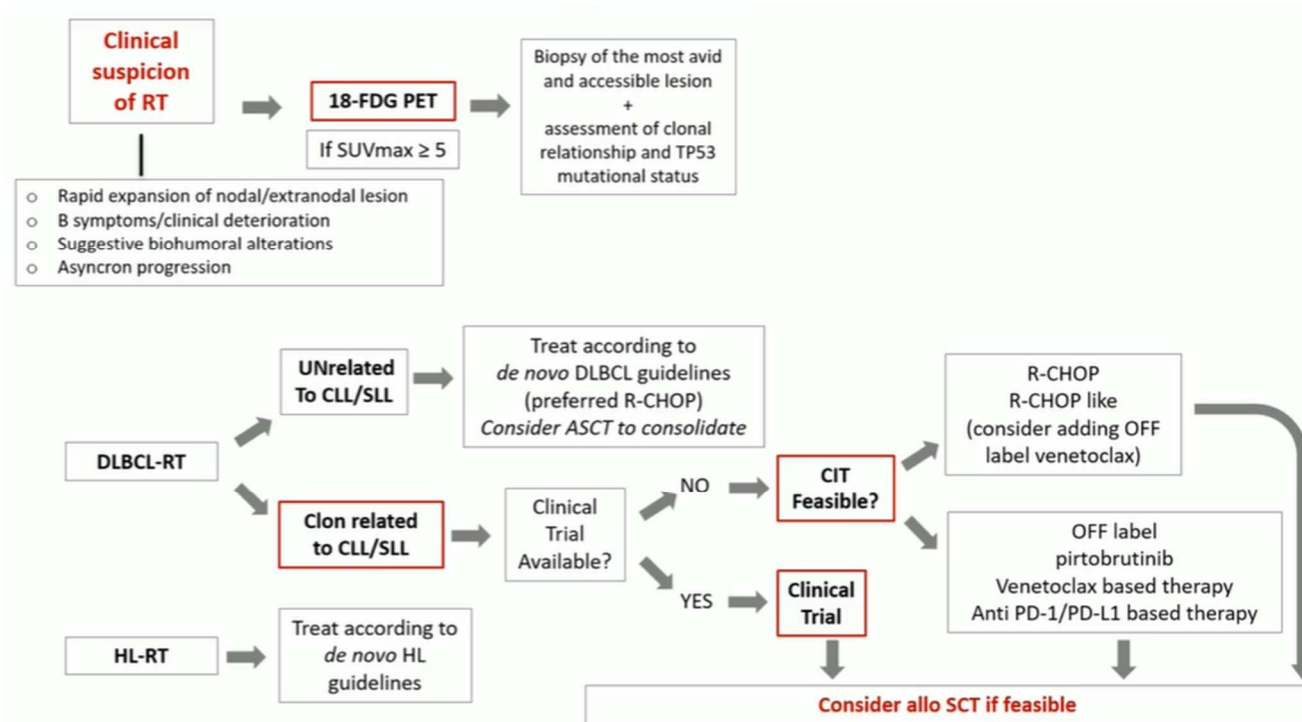 Clinical
suspicion
of RT
18-FDG PET
If SUVmax ≥ 5
Biopsy of the most avid
and accessible lesion
+
assessment of clonal
relationship and TP53
mutational status
o Rapid expansion of nodal/extranodal lesion
o B symptoms/clinical deterioration
o Suggestive biohumoral alterations
o Asyncron progression
DLBCL-RT
UNrelated
To CLL/SLL
Treat according to
de novo DLBCL guidelines
(preferred R-CHOP)
Consider ASCT to consolidate
Clon related
to CLL/SLL
Clinical
Trial
Available?
NO
YES
CIT
Feasible?
Clinical
Trial
R-CHOP
R-CHOP like
(consider adding OFF
label venetoclax)
OFF label
pirtobrutinib
Venetoclax based therapy
Anti PD-1/PD-L1 based therapy
HL-RT
Treat according to
de novo HL
guidelines
Consider allo SCT if feasible